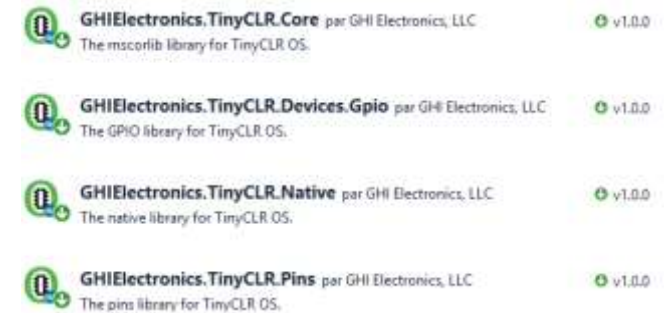 GHIElectronics.TinyCLR.Core par GHI Electronics, LLC v1.0.0
The mscorlib library for TinyCLR OS.
GHIElectronics.TinyCLR.Devices.Gpio par GHI Electronics, LLC v1.0.0
The GPIO library for TinyCLR OS.
GHIElectronics.TinyCLR.Native par GHI Electronics, LLC v1.0.0
The native library for TinyCLR OS.
GHIElectronics.TinyCLR.Pins par GHI Electronics, LLC v1.0.0
The pins library for TinyCLR OS.